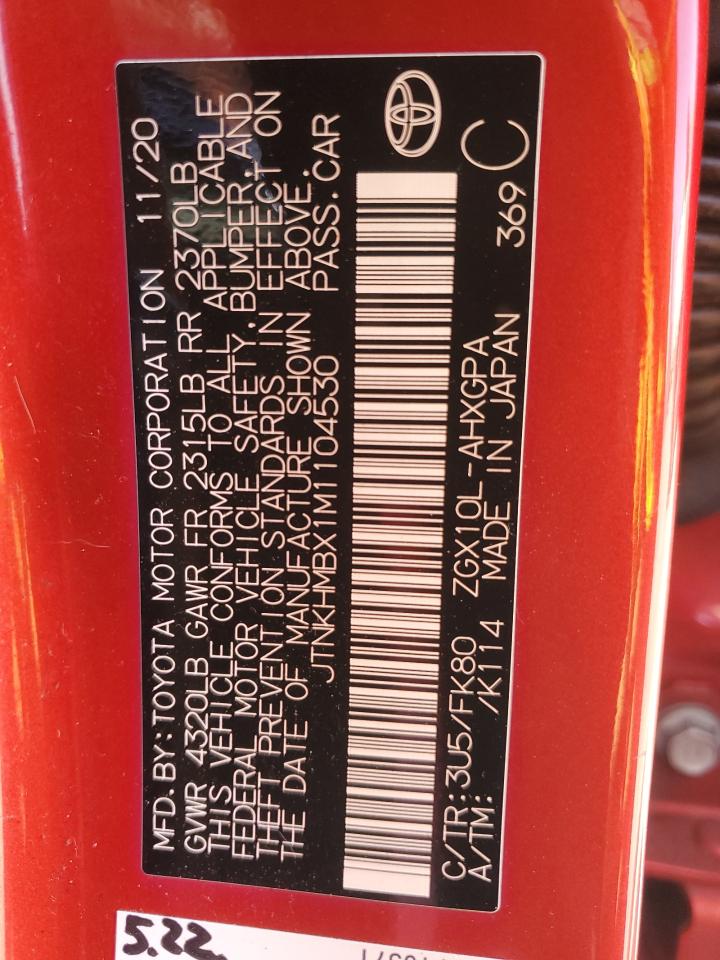 MFD. BY: TOYOTA MOTOR CORPORATION 11/20
GVWR 4320LB GAWR FR 2315LB RR 2370LB
THIS VEHICLE CONFORMS TO ALL APPLICABLE
FEDERAL MOTOR VEHICLE SAFETY, BUMPER, AND
THEFT PREVENTION STANDARDS IN EFFECT ON
THE DATE OF MANUFACTURE SHOWN ABOVE.
JTNKHMBX1M1104530 PASS. CAR
C/TR: 3U5/FK80 ZGX10L-AHXGPA 369 C
A/TM: /K114 MADE IN JAPAN
5.22.